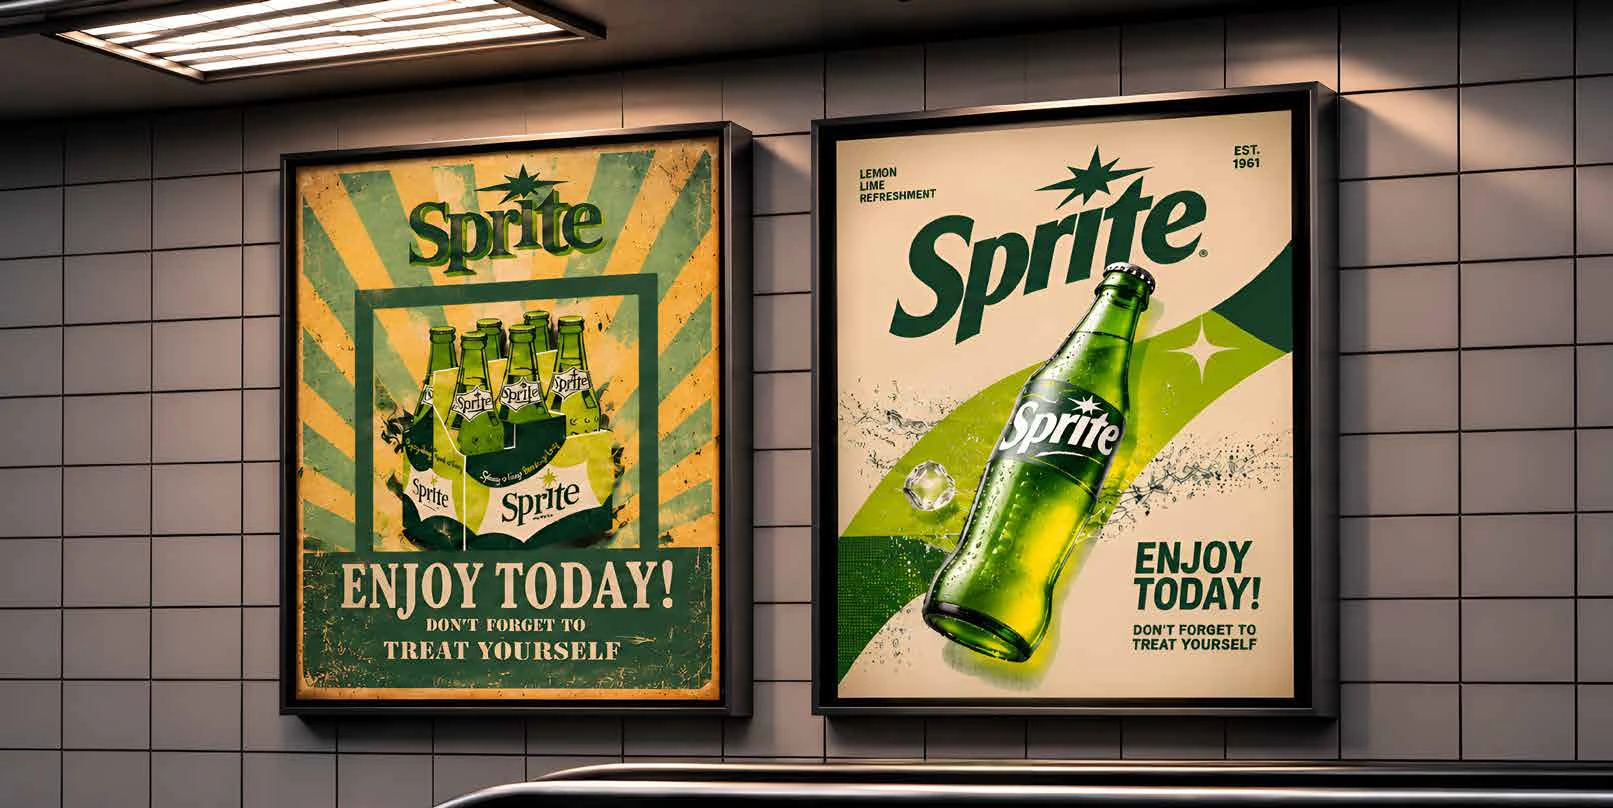 Sprite
Sprite
Sprite
Sprite
Sprite
Sprite
Sprite
ENJOY TODAY!
DON'T FORGET TO
TREAT YOURSELF
LEMON
LIME
REFRESHMENT
EST.
1961
Sprite®
Sprite
ENJOY
TODAY!
DON'T FORGET TO
TREAT YOURSELF